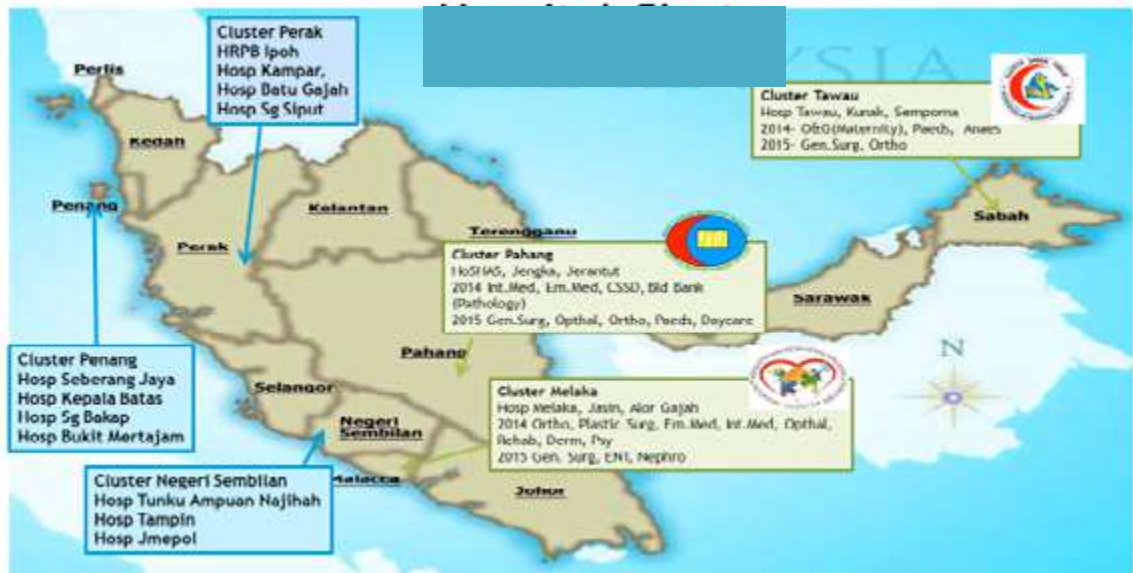 YSIA
Cluster Perak
HRPB Ipoh
Hosp Kampar,
Hosp Batu Gajah
Hosp Sg Siput
Cluster Tawau
Hosp Tawau, Kunak, Semporna
2014- O&G(Maternity), Paeds, Anaes
2015- Gen.Surg, Ortho
Perlis
Kedah
Penang
Kelantan
Terengganu
Perak
Sabah
Cluster Pahang
HoSHAS, Jengka, Jerantut
2014 Int.Med, Em.Med, CSSD, Bld Bank
(Pathology)
2015 Gen.Surg, Opthal, Ortho, Paeds, Daycare
Sarawak
Pahang
N
Cluster Penang
Hosp Seberang Jaya
Hosp Kepala Batas
Hosp Sg Bakap
Hosp Bukit Mertajam
Selangor
Cluster Melaka
Hosp Melaka, Jasin, Alor Gajah
2014 Ortho, Plastic Surg, Em.Med, Int.Med, Opthal,
Rehab, Derm, Psy
2015 Gen. Surg, ENT, Nephro
Negeri
Sembilan
Malacca
Johor
Cluster Negeri Sembilan
Hosp Tunku Ampuan Najihah
Hosp Tampin
Hosp Jmepol